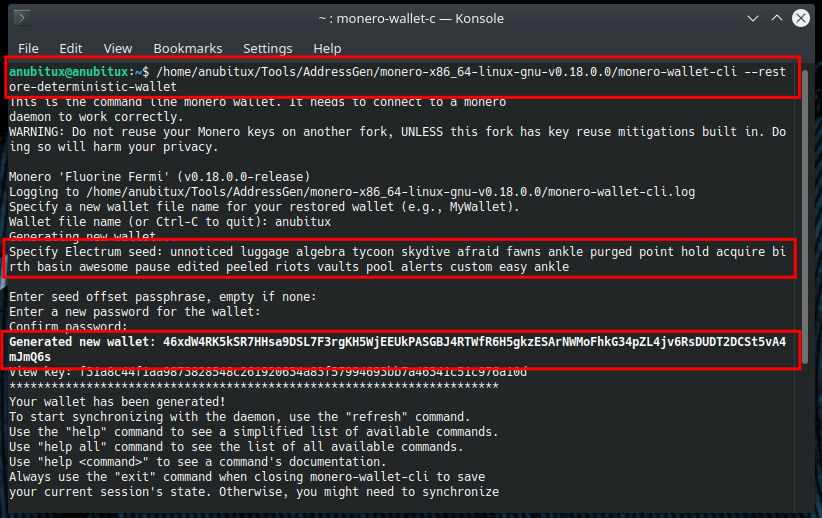 ~ : monero-wallet-c — Konsole
File Edit View Bookmarks Settings Help
anubitux@anubitux:~$ /home/anubitux/Tools/AddressGen/monero-x86_64-linux-gnu-v0.18.0.0/monero-wallet-cli --rest
ore-deterministic-wallet
This is the command line monero wallet. It needs to connect to a monero
daemon to work correctly.
WARNING: Do not reuse your Monero keys on another fork, UNLESS this fork has key reuse mitigations built in. Do
ing so will harm your privacy.
Monero 'Fluorine Fermi' (v0.18.0.0-release)
Logging to /home/anubitux/Tools/AddressGen/monero-x86_64-linux-gnu-v0.18.0.0/monero-wallet-cli.log
Specify a new wallet file name for your restored wallet (e.g., MyWallet).
Wallet file name (or Ctrl-C to quit): anubitux
Generating new wallet...
Specify Electrum seed: unnoticed luggage algebra tycoon skydive afraid fawns ankle purged point hold acquire bi
rth basin awesome pause edited peeled riots vaults pool alerts custom easy ankle
Enter seed offset passphrase, empty if none:
Enter a new password for the wallet:
Confirm password:
Generated new wallet: 46xdW4RK5kSR7HHsa9DSL7F3rgKH5WjEEUkPASGBJ4RTWfR6H5gkzESArNWMoFhkG34pZL4jv6RsDUDT2DCSt5vA4
mJmQ6s
View key: f31a8c44f1aa9873828548c261920634a83f57994693bb7a46341c51c976a10d
**********************************************************************
Your wallet has been generated!
To start synchronizing with the daemon, use the "refresh" command.
Use the "help" command to see a simplified list of available commands.
Use "help all" command to see the list of all available commands.
Use "help <command>" to see a command's documentation.
Always use the "exit" command when closing monero-wallet-cli to save
your current session's state. Otherwise, you might need to synchronize